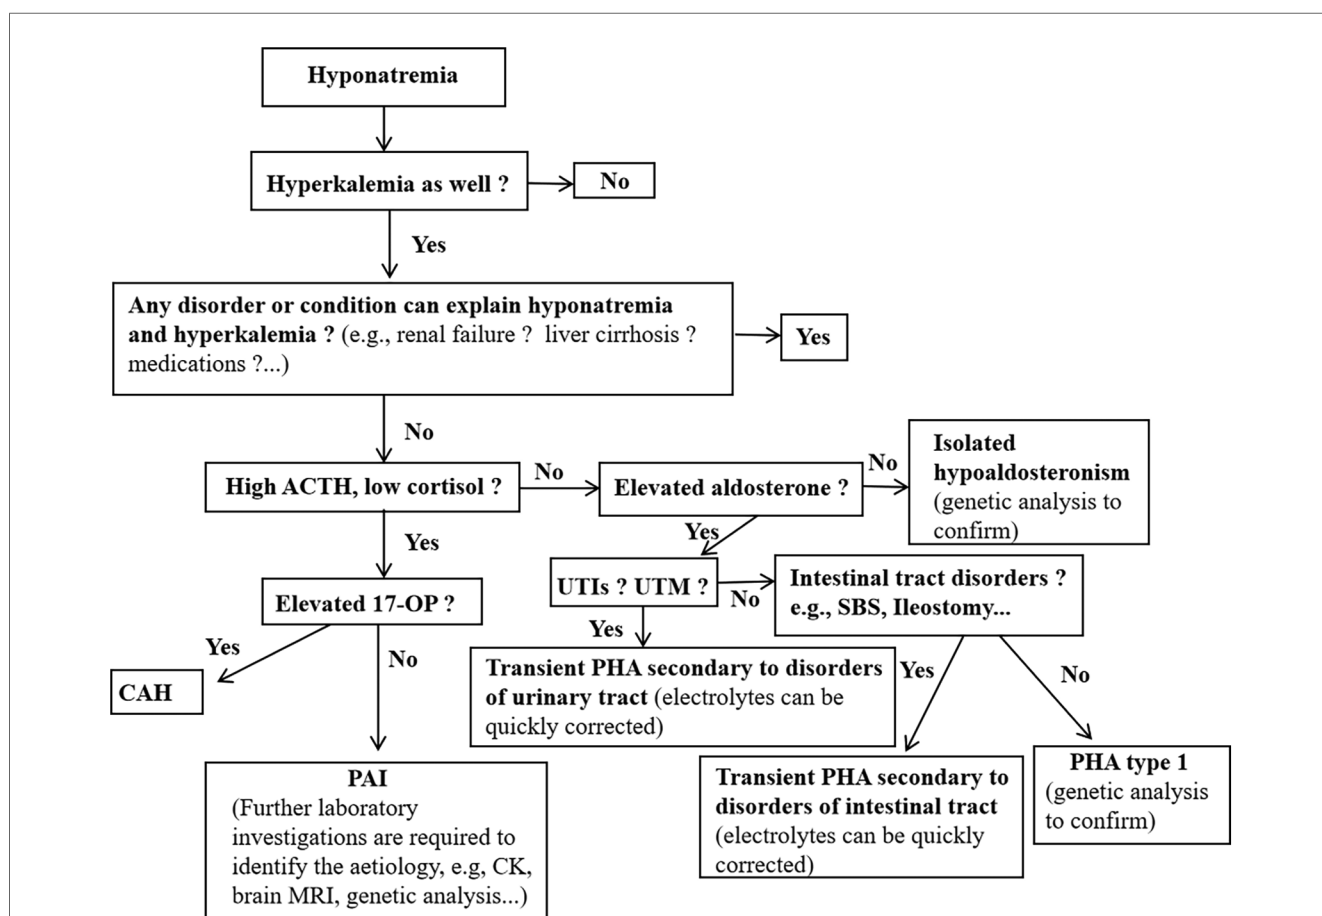 Hyponatremia
Hyperkalemia as well ?
No
Yes
Any disorder or condition can explain hyponatremia
and hyperkalemia ? (e.g., renal failure ?  liver cirrhosis ?
medications ?...)
Yes
No
High ACTH, low cortisol ?
No
Elevated aldosterone ?
No
Isolated
hypoaldosteronism
(genetic analysis to
confirm)
Yes
Yes
Elevated 17-OP ?
UTIs ? UTM ?
No
Intestinal tract disorders ?
e.g., SBS, Ileostomy...
Yes
No
CAH
Yes
Transient PHA secondary to disorders
of urinary tract (electrolytes can be
quickly corrected)
Yes
No
PAI
(Further laboratory
investigations are required to
identify the aetiology, e.g, CK,
brain MRI, genetic analysis...)
Transient PHA secondary to
disorders of intestinal tract
(electrolytes can be quickly
corrected)
PHA type 1
(genetic analysis
to confirm)